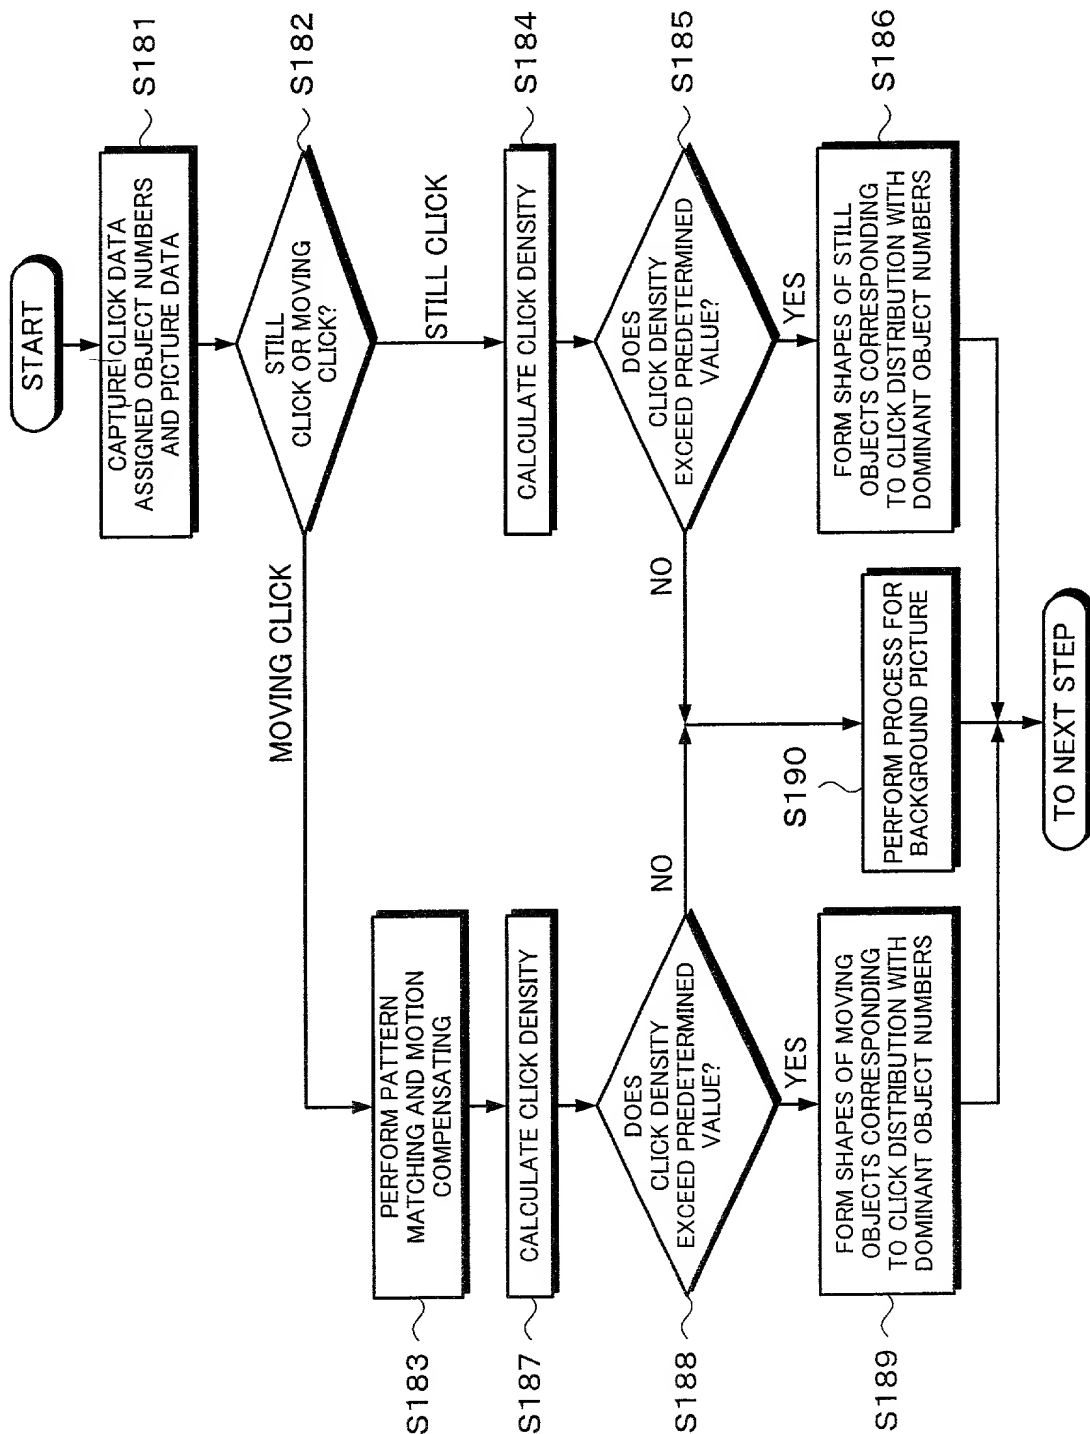 START
CAPTURE CLICK DATA
ASSIGNED OBJECT NUMBERS
AND PICTURE DATA
S181
STILL
CLICK OR MOVING
CLICK?
S182
MOVING CLICK
STILL CLICK
PERFORM PATTERN
MATCHING AND MOTION
COMPENSATING
S183
CALCULATE CLICK DENSITY
S184
CALCULATE CLICK DENSITY
S187
DOES
CLICK DENSITY
EXCEED PREDETERMINED
VALUE?
S185
NO
YES
DOES
CLICK DENSITY
EXCEED PREDETERMINED
VALUE?
S188
NO
YES
FORM SHAPES OF STILL
OBJECTS CORRESPONDING
TO CLICK DISTRIBUTION WITH
DOMINANT OBJECT NUMBERS
S186
S190
PERFORM PROCESS FOR
BACKGROUND PICTURE
FORM SHAPES OF MOVING
OBJECTS CORRESPONDING
TO CLICK DISTRIBUTION WITH
DOMINANT OBJECT NUMBERS
S189
TO NEXT STEP